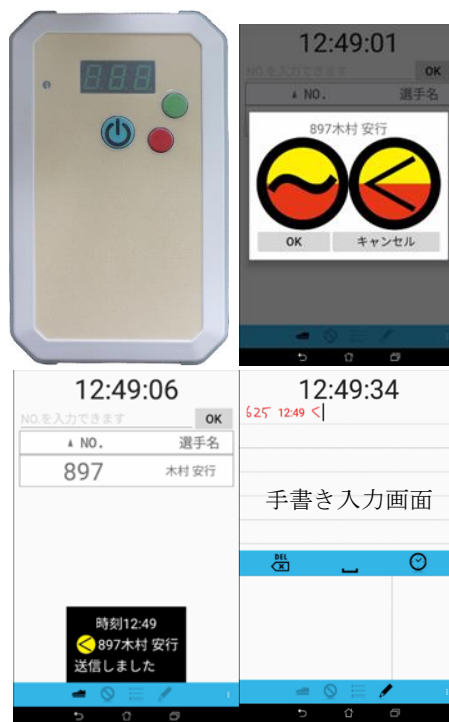 8.8.8.
12:49:01
NO.を入力できます OK
▲ NO. 選手名
897木村 安行
OK キャンセル
12:49:06
NO.を入力できます OK
▲ NO. 選手名
897 木村 安行
時刻12:49
897木村 安行
送信しました
12:49:34
625 12:49 <
手書き入力画面
DEL